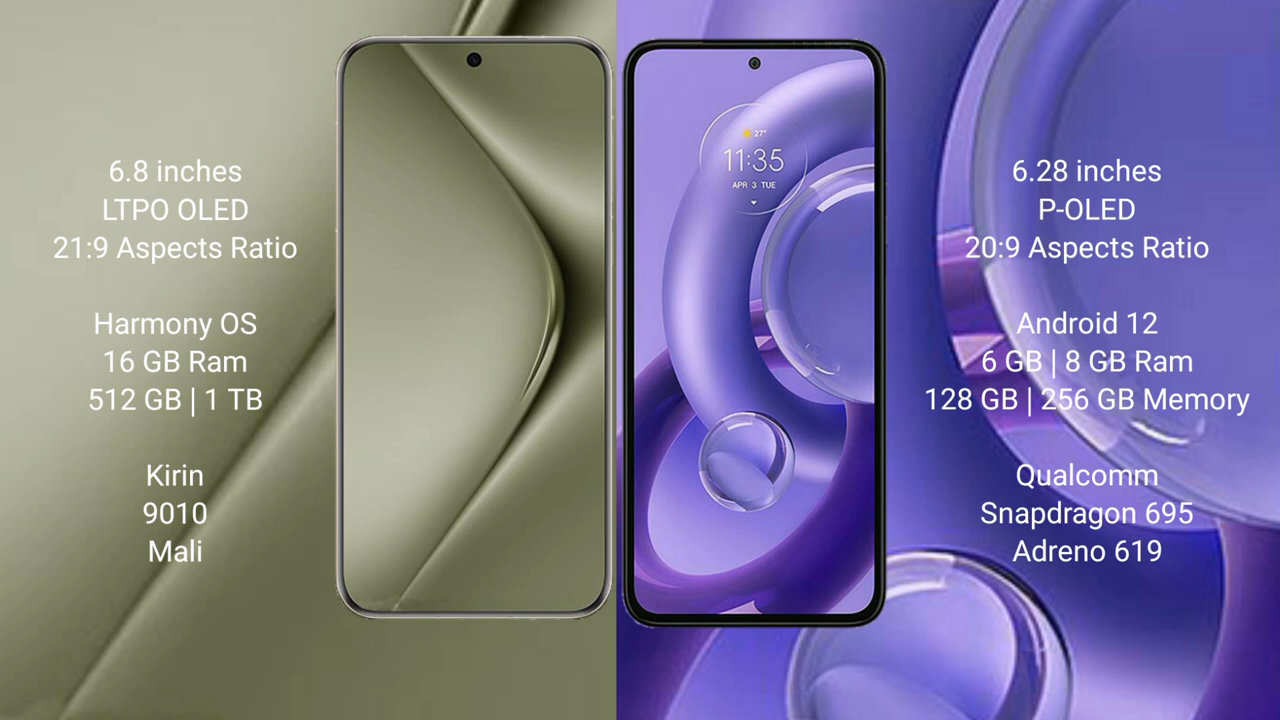 6.8 inches
LTPO OLED
21:9 Aspects Ratio
Harmony OS
16 GB Ram
512 GB | 1 TB
Kirin
9010
Mali
27°
11:35
APR 3 TUE
6.28 inches
P-OLED
20:9 Aspects Ratio
Android 12
6 GB | 8 GB Ram
128 GB | 256 GB Memory
Qualcomm
Snapdragon 695
Adreno 619